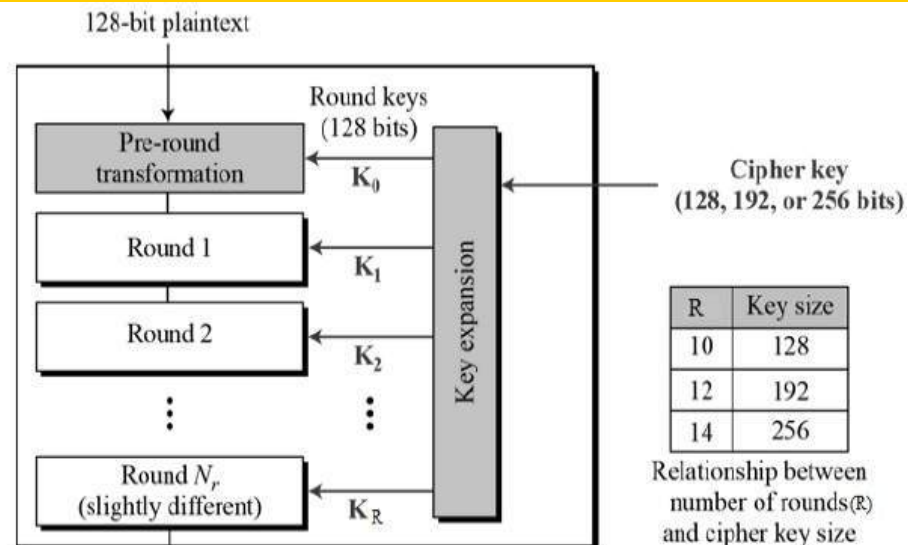 128-bit plaintext
Round keys
(128 bits)
Pre-round
transformation
K0
Cipher key
(128, 192, or 256 bits)
Round 1
K1
Key expansion
Round 2
K2
R Key size
10 128
12 192
14 256
Round Nr
(slightly different)
KR
Relationship between
number of rounds(R)
and cipher key size